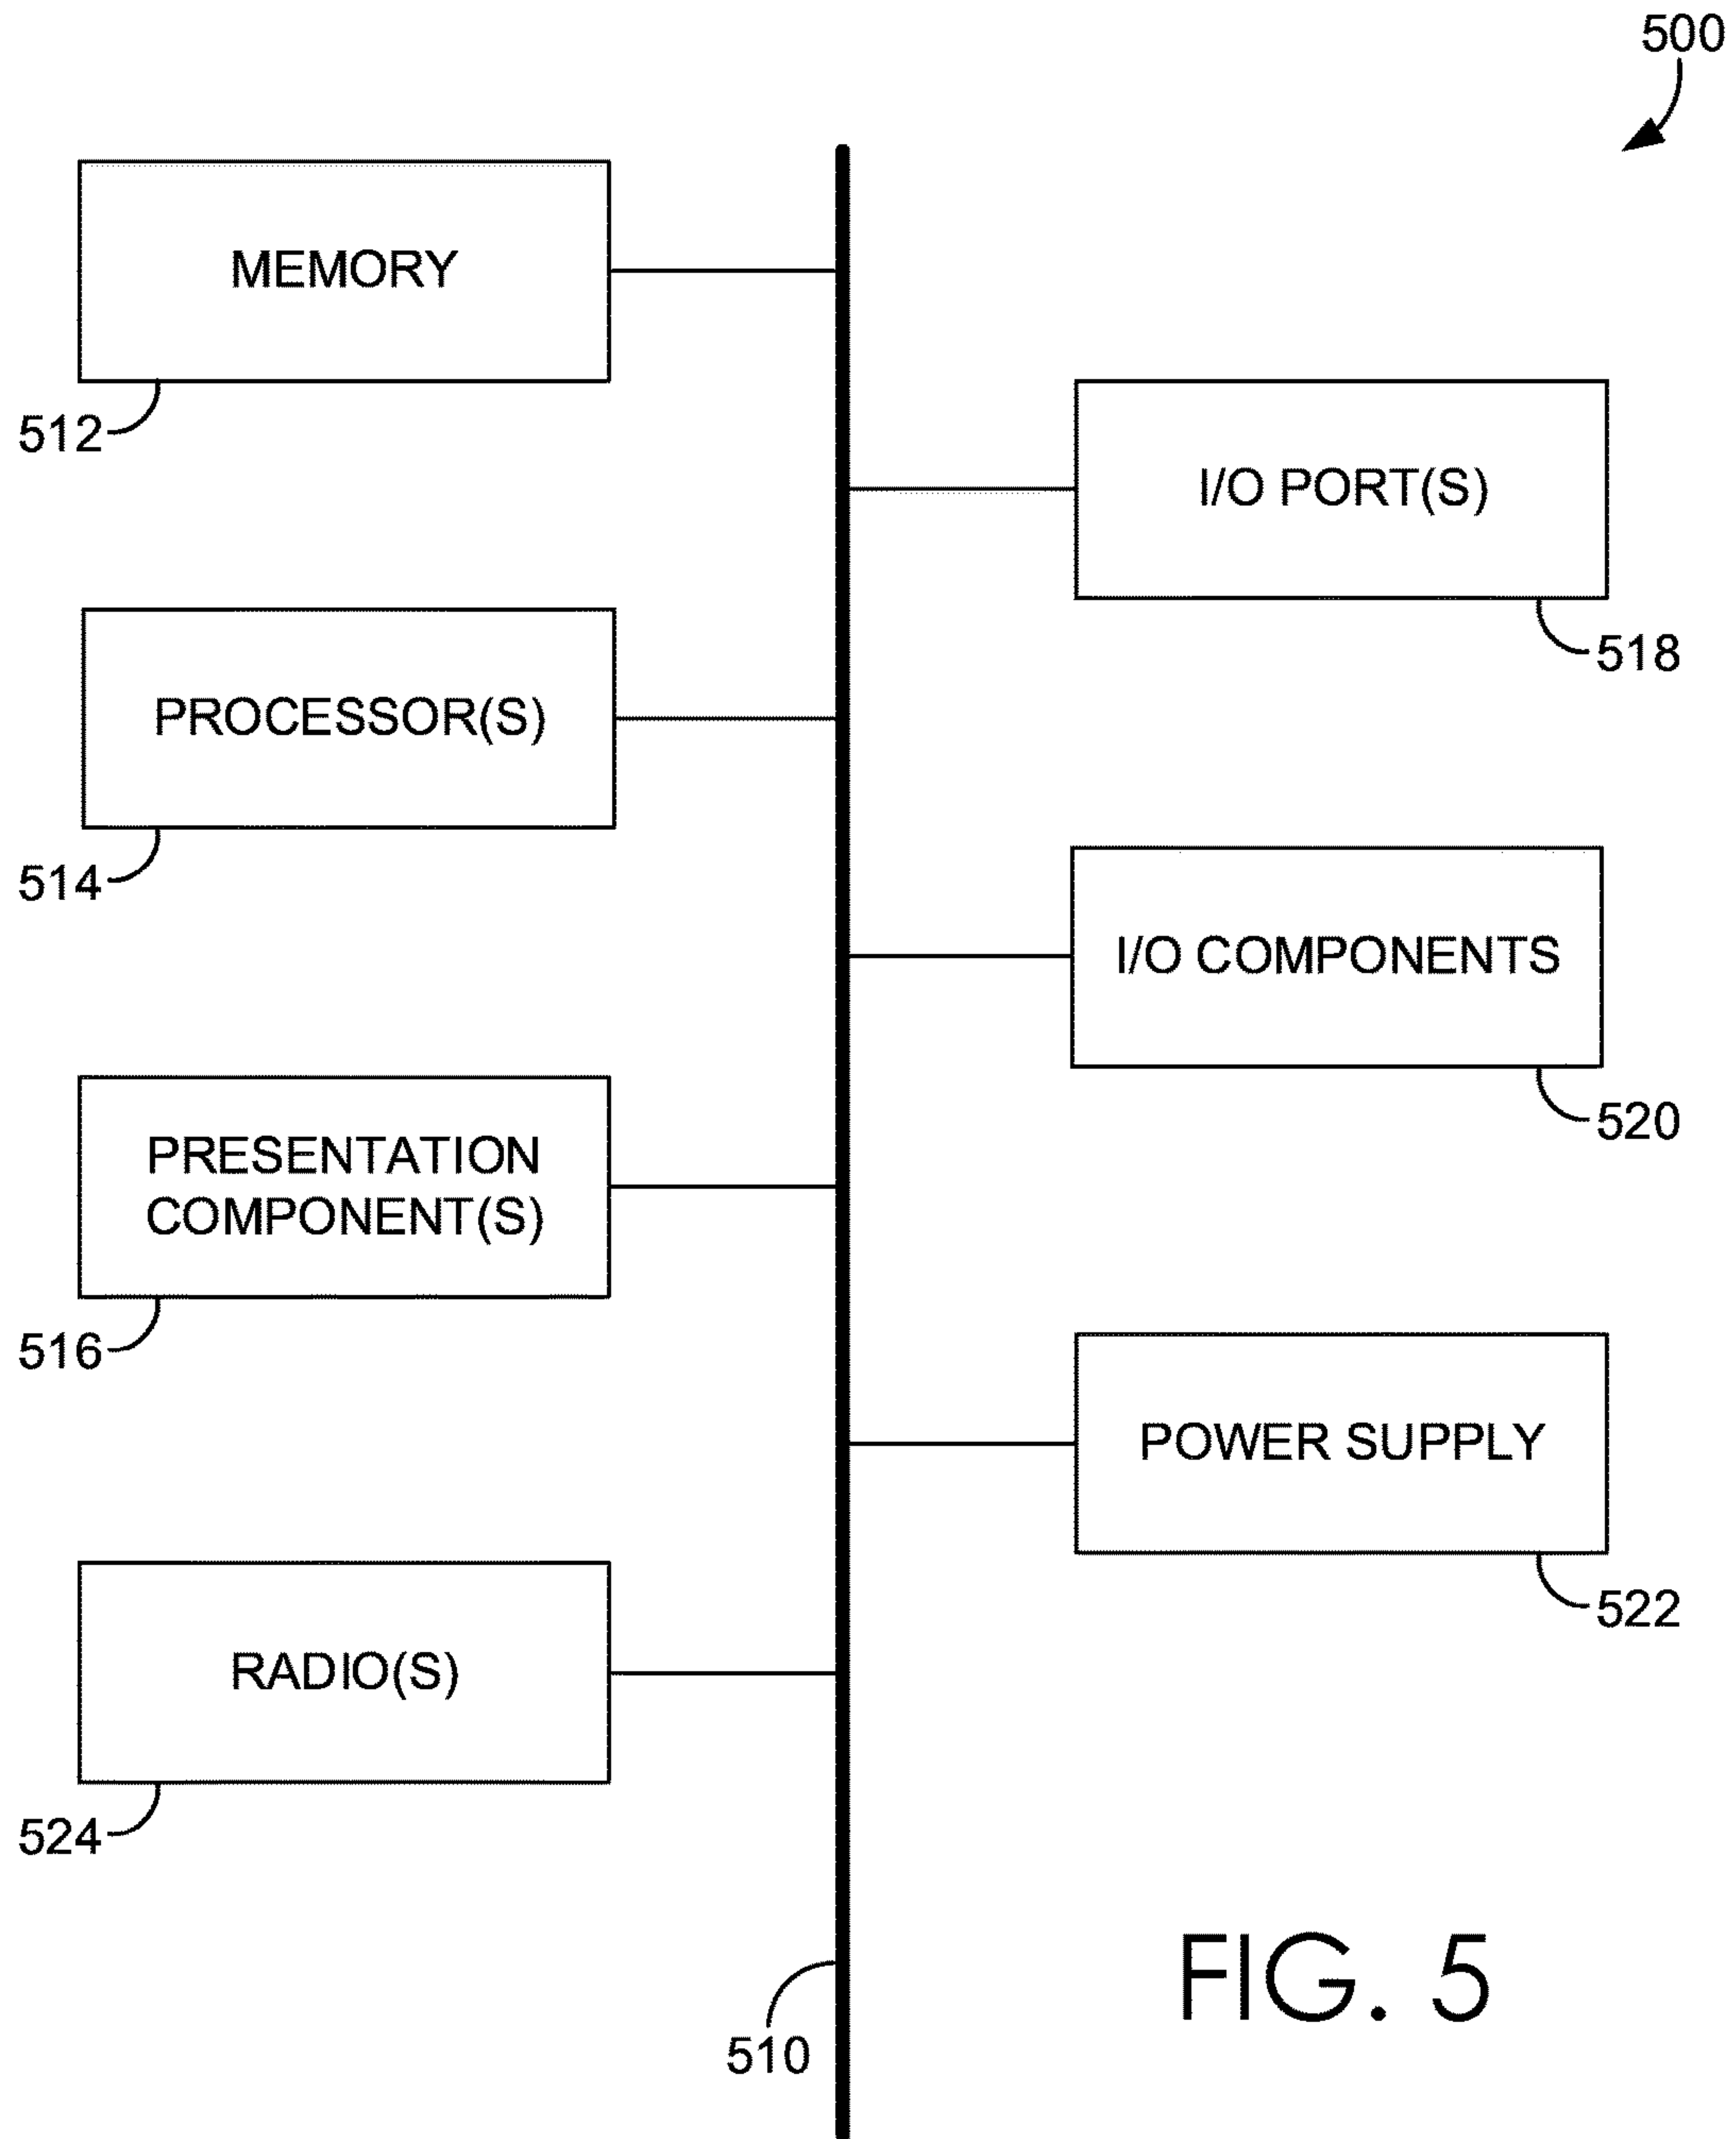 500
MEMORY
512
I/O PORT(S)
518
PROCESSOR(S)
514
I/O COMPONENTS
520
PRESENTATION
COMPONENT(S)
516
POWER SUPPLY
522
RADIO(S)
524
510
FIG. 5